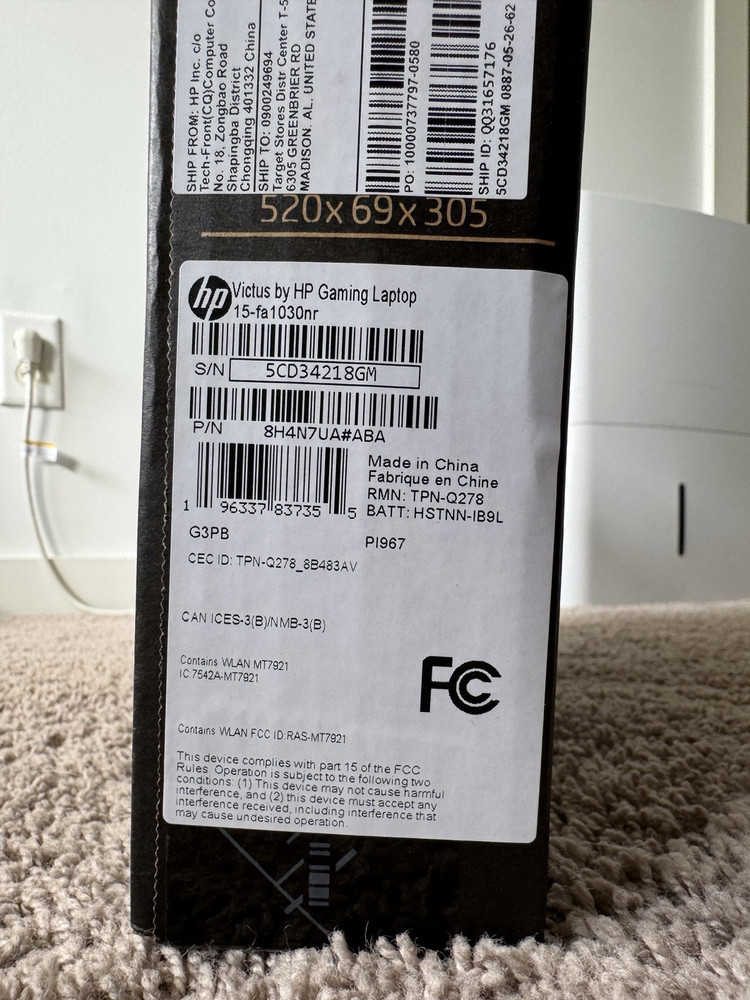 SHIP FROM: HP Inc. c/o
Tech-Front(CQ)Computer Co
No. 18, Zongbao Road
Shapingba District
Chongqing 401332 China
SHIP TO: 0900249694
Target Stores Distr Center T-5
6305 GREENBRIER RD
MADISON, AL, UNITED STATE
PO: 10000737797-0580
SHIP ID: QQ31657176
5CD34218GM 0887-05-26-62
520x69x305
hp
Victus by HP Gaming Laptop
15-fa1030nr
S/N 5CD34218GM
P/N 8H4N7UA#ABA
1 96337 83735 5
Made in China
Fabrique en Chine
RMN: TPN-Q278
BATT: HSTNN-IB9L
G3PB
PI967
CEC ID: TPN-Q278_8B483AV
CAN ICES-3(B)/NMB-3(B)
Contains WLAN MT7921
IC:7542A-MT7921
FC
Contains WLAN FCC ID:RAS-MT7921
This device complies with part 15 of the FCC
Rules. Operation is subject to the following two
conditions: (1) This device may not cause harmful
interference, and (2) this device must accept any
interference received, including interference that
may cause undesired operation.